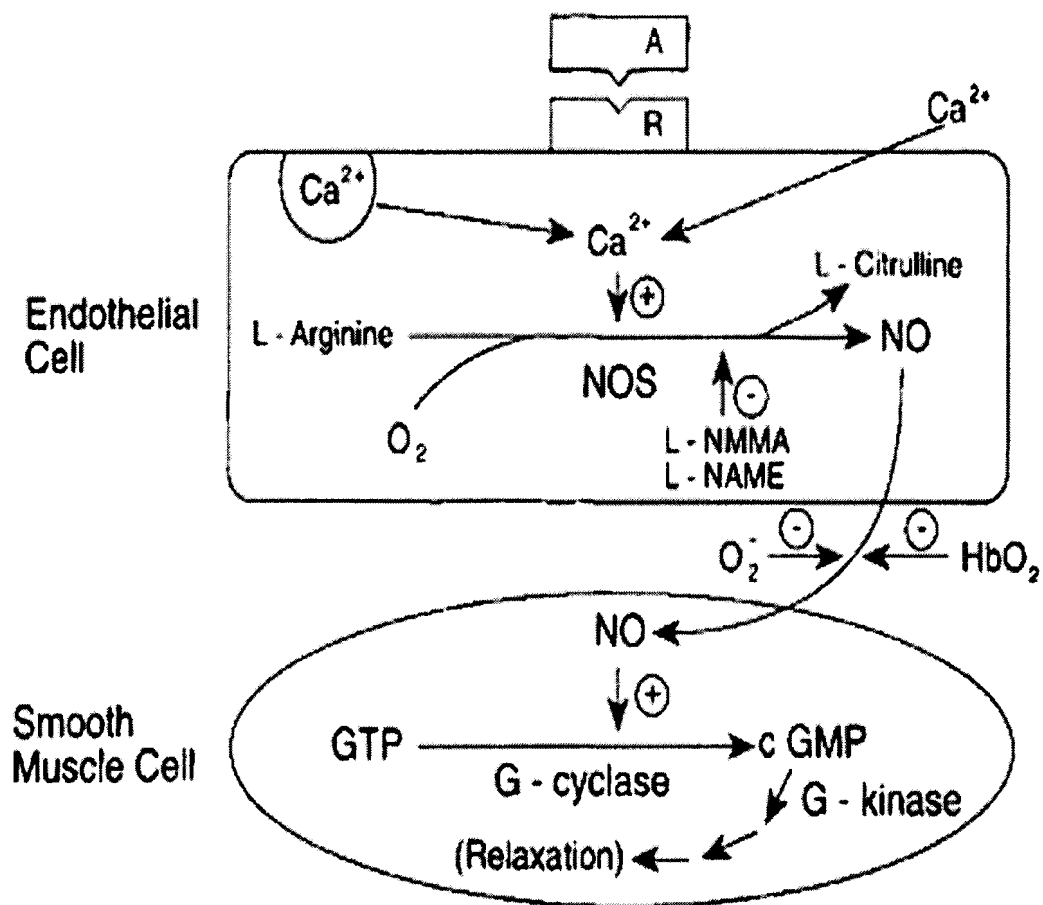 A
R
Ca²⁺
Ca²⁺
Ca²⁺
+
L - Citrulline
Endothelial
Cell
L - Arginine
NO
NOS
-
O₂
L - NMMA
L - NAME
-
-
O₂⁻
HbO₂
NO
+
Smooth
Muscle Cell
GTP
c GMP
G - cyclase
G - kinase
(Relaxation)